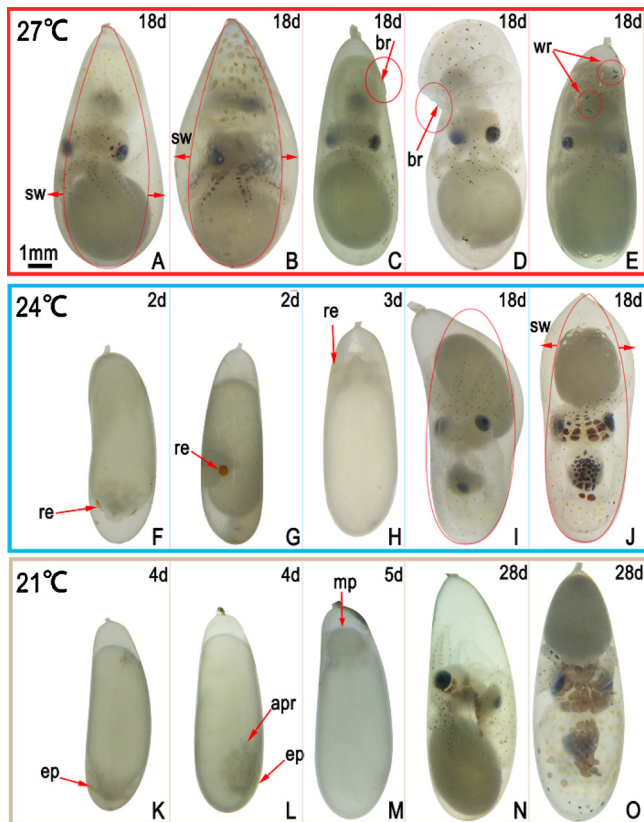 27℃
18d
18d
18d
18d
18d
br
wr
sw
sw
br
1mm
A
B
C
D
E
24℃
2d
2d
3d
18d
18d
re
sw
re
re
F
G
H
I
J
21℃
4d
4d
5d
28d
28d
mp
apr
ep
ep
K
L
M
N
O